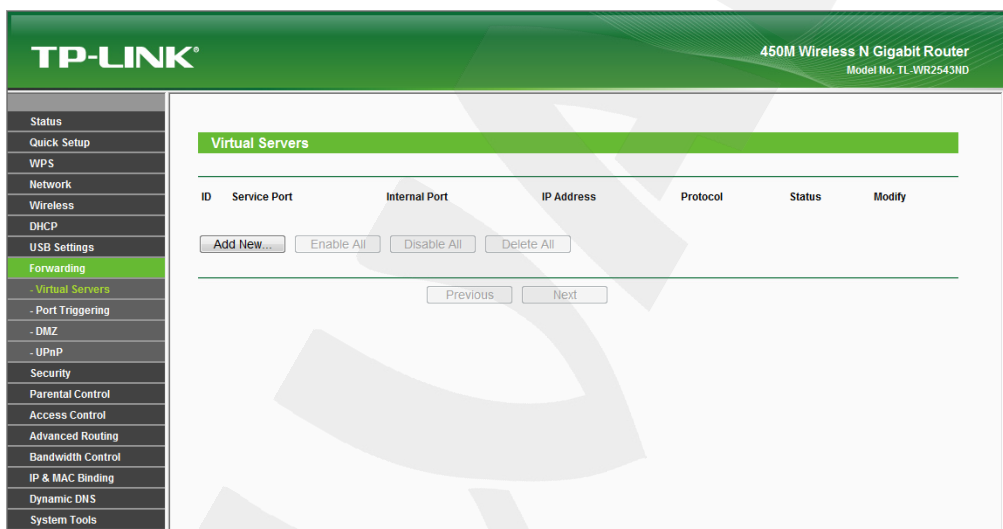 TP-LINK®
450M Wireless N Gigabit Router
Model No. TL-WR2543ND
Status
Quick Setup
WPS
Network
Wireless
DHCP
USB Settings
Forwarding
- Virtual Servers
- Port Triggering
- DMZ
- UPnP
Security
Parental Control
Access Control
Advanced Routing
Bandwidth Control
IP & MAC Binding
Dynamic DNS
System Tools
Virtual Servers
ID Service Port Internal Port IP Address Protocol Status Modify
Add New... Enable All Disable All Delete All
Previous Next